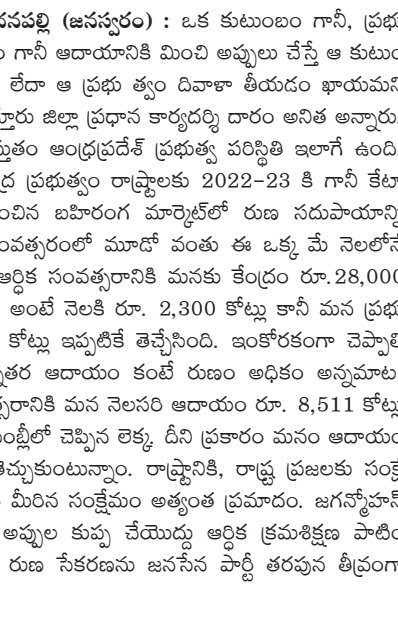 దనపల్లి (జనస్వరం) : ఒక కుటుంబం గానీ, ప్రభు
ం గానీ ఆదాయానికి మించి అప్పులు చేస్తే ఆ కుటుం
లేదా ఆ ప్రభు త్వం దివాళా తీయడం ఖాయమని
త్తూరు జిల్లా ప్రధాన కార్యదర్శి దారం అనిత అన్నారు.
స్తుతం ఆంధ్రప్రదేశ్ ప్రభుత్వ పరిస్థితి ఇలాగే ఉంది.
ద్ర ప్రభుత్వం రాష్ట్రాలకు 2022-23 కి గానీ కేటా
ంచిన బహిరంగ మార్కెట్‌లో రుణ సదుపాయాన్ని
ంవత్సరంలో మూడో వంతు ఈ ఒక్క మే నెలలోనే
ఆర్థిక సంవత్సరానికి మనకు కేంద్రం రూ.28,000
అంటే నెలకి రూ. 2,300 కోట్లు కానీ మన ప్రభు
కోట్లు ఇప్పటికే తెచ్చేసింది. ఇంకోరకంగా చెప్పాలి
్నేతర ఆదాయం కంటే రుణం అధికం అన్నమాట.
త్సరానికి మన నెలసరి ఆదాయం రూ. 8,511 కోట్లు
ంబ్లీలో చెప్పిన లెక్క. దీని ప్రకారం మనం ఆదాయం
తెచ్చుకుంటున్నాం. రాష్ట్రానికి, రాష్ట్ర ప్రజలకు సంక్షే
మీరిన సంక్షేమం అత్యంత ప్రమాదం. జగన్మోహన్
అప్పుల కుప్ప చేయొద్దు ఆర్థిక క్రమశిక్షణ పాటిం
రుణ సేకరణను జనసేన పార్టీ తరపున తీవ్రంగా